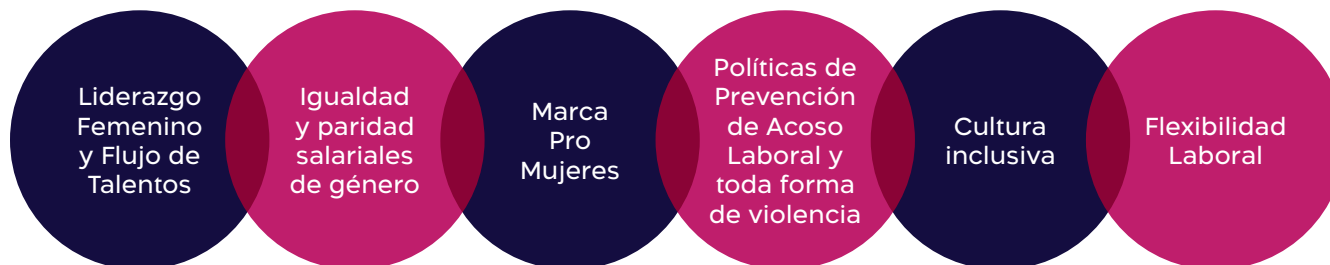 Liderazgo
Femenino
y Flujo de
Talentos
Igualdad
y paridad
salariales
de género
Marca
Pro
Mujeres
Políticas de
Prevención
de Acoso
Laboral y
toda forma
de violencia
Cultura
inclusiva
Flexibilidad
Laboral